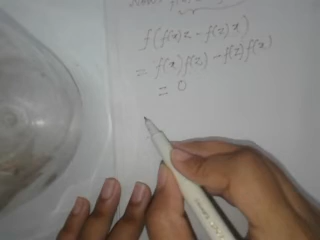 f(f(x)z - f(z)x)
= f(x)f(z) - f(z)f(x)
= 0